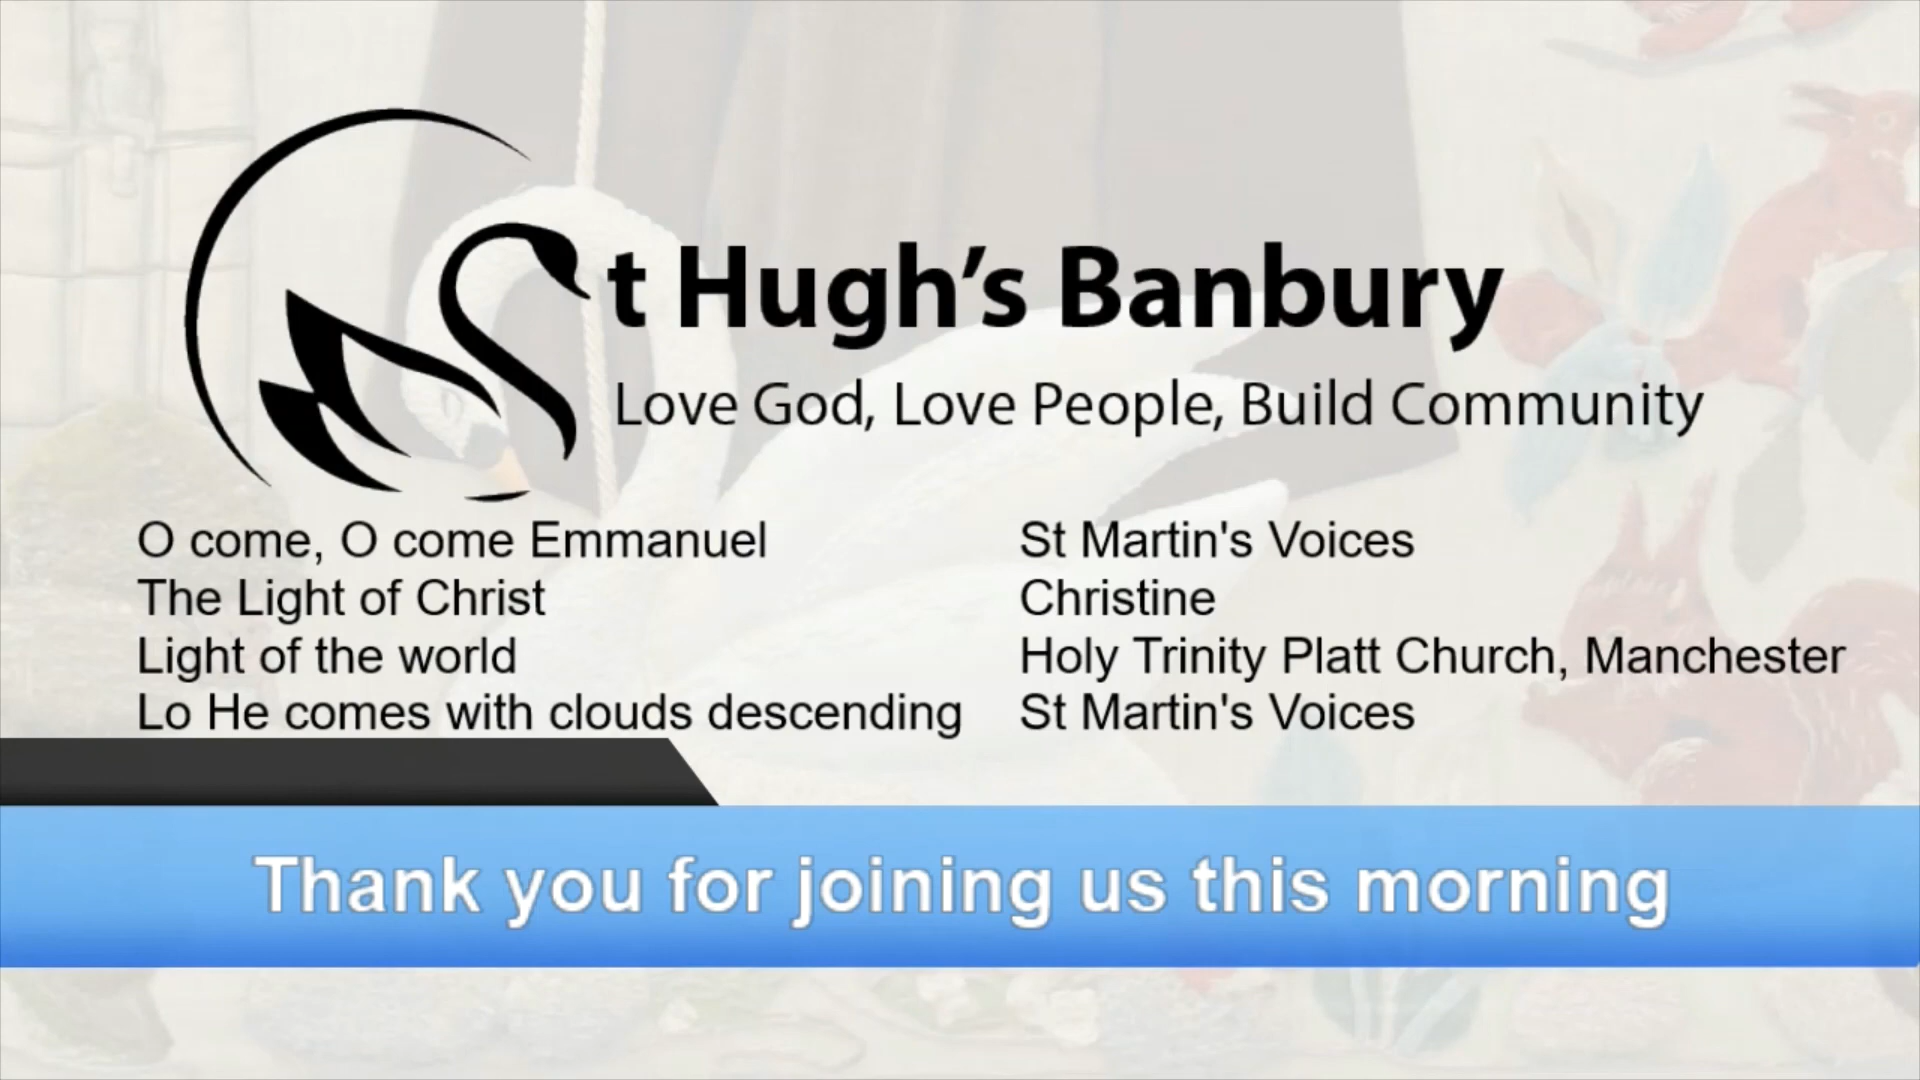 St Hugh's Banbury
Love God, Love People, Build Community
O come, O come Emmanuel St Martin's Voices
The Light of Christ Christine
Light of the world Holy Trinity Platt Church, Manchester
Lo He comes with clouds descending St Martin's Voices
Thank you for joining us this morning